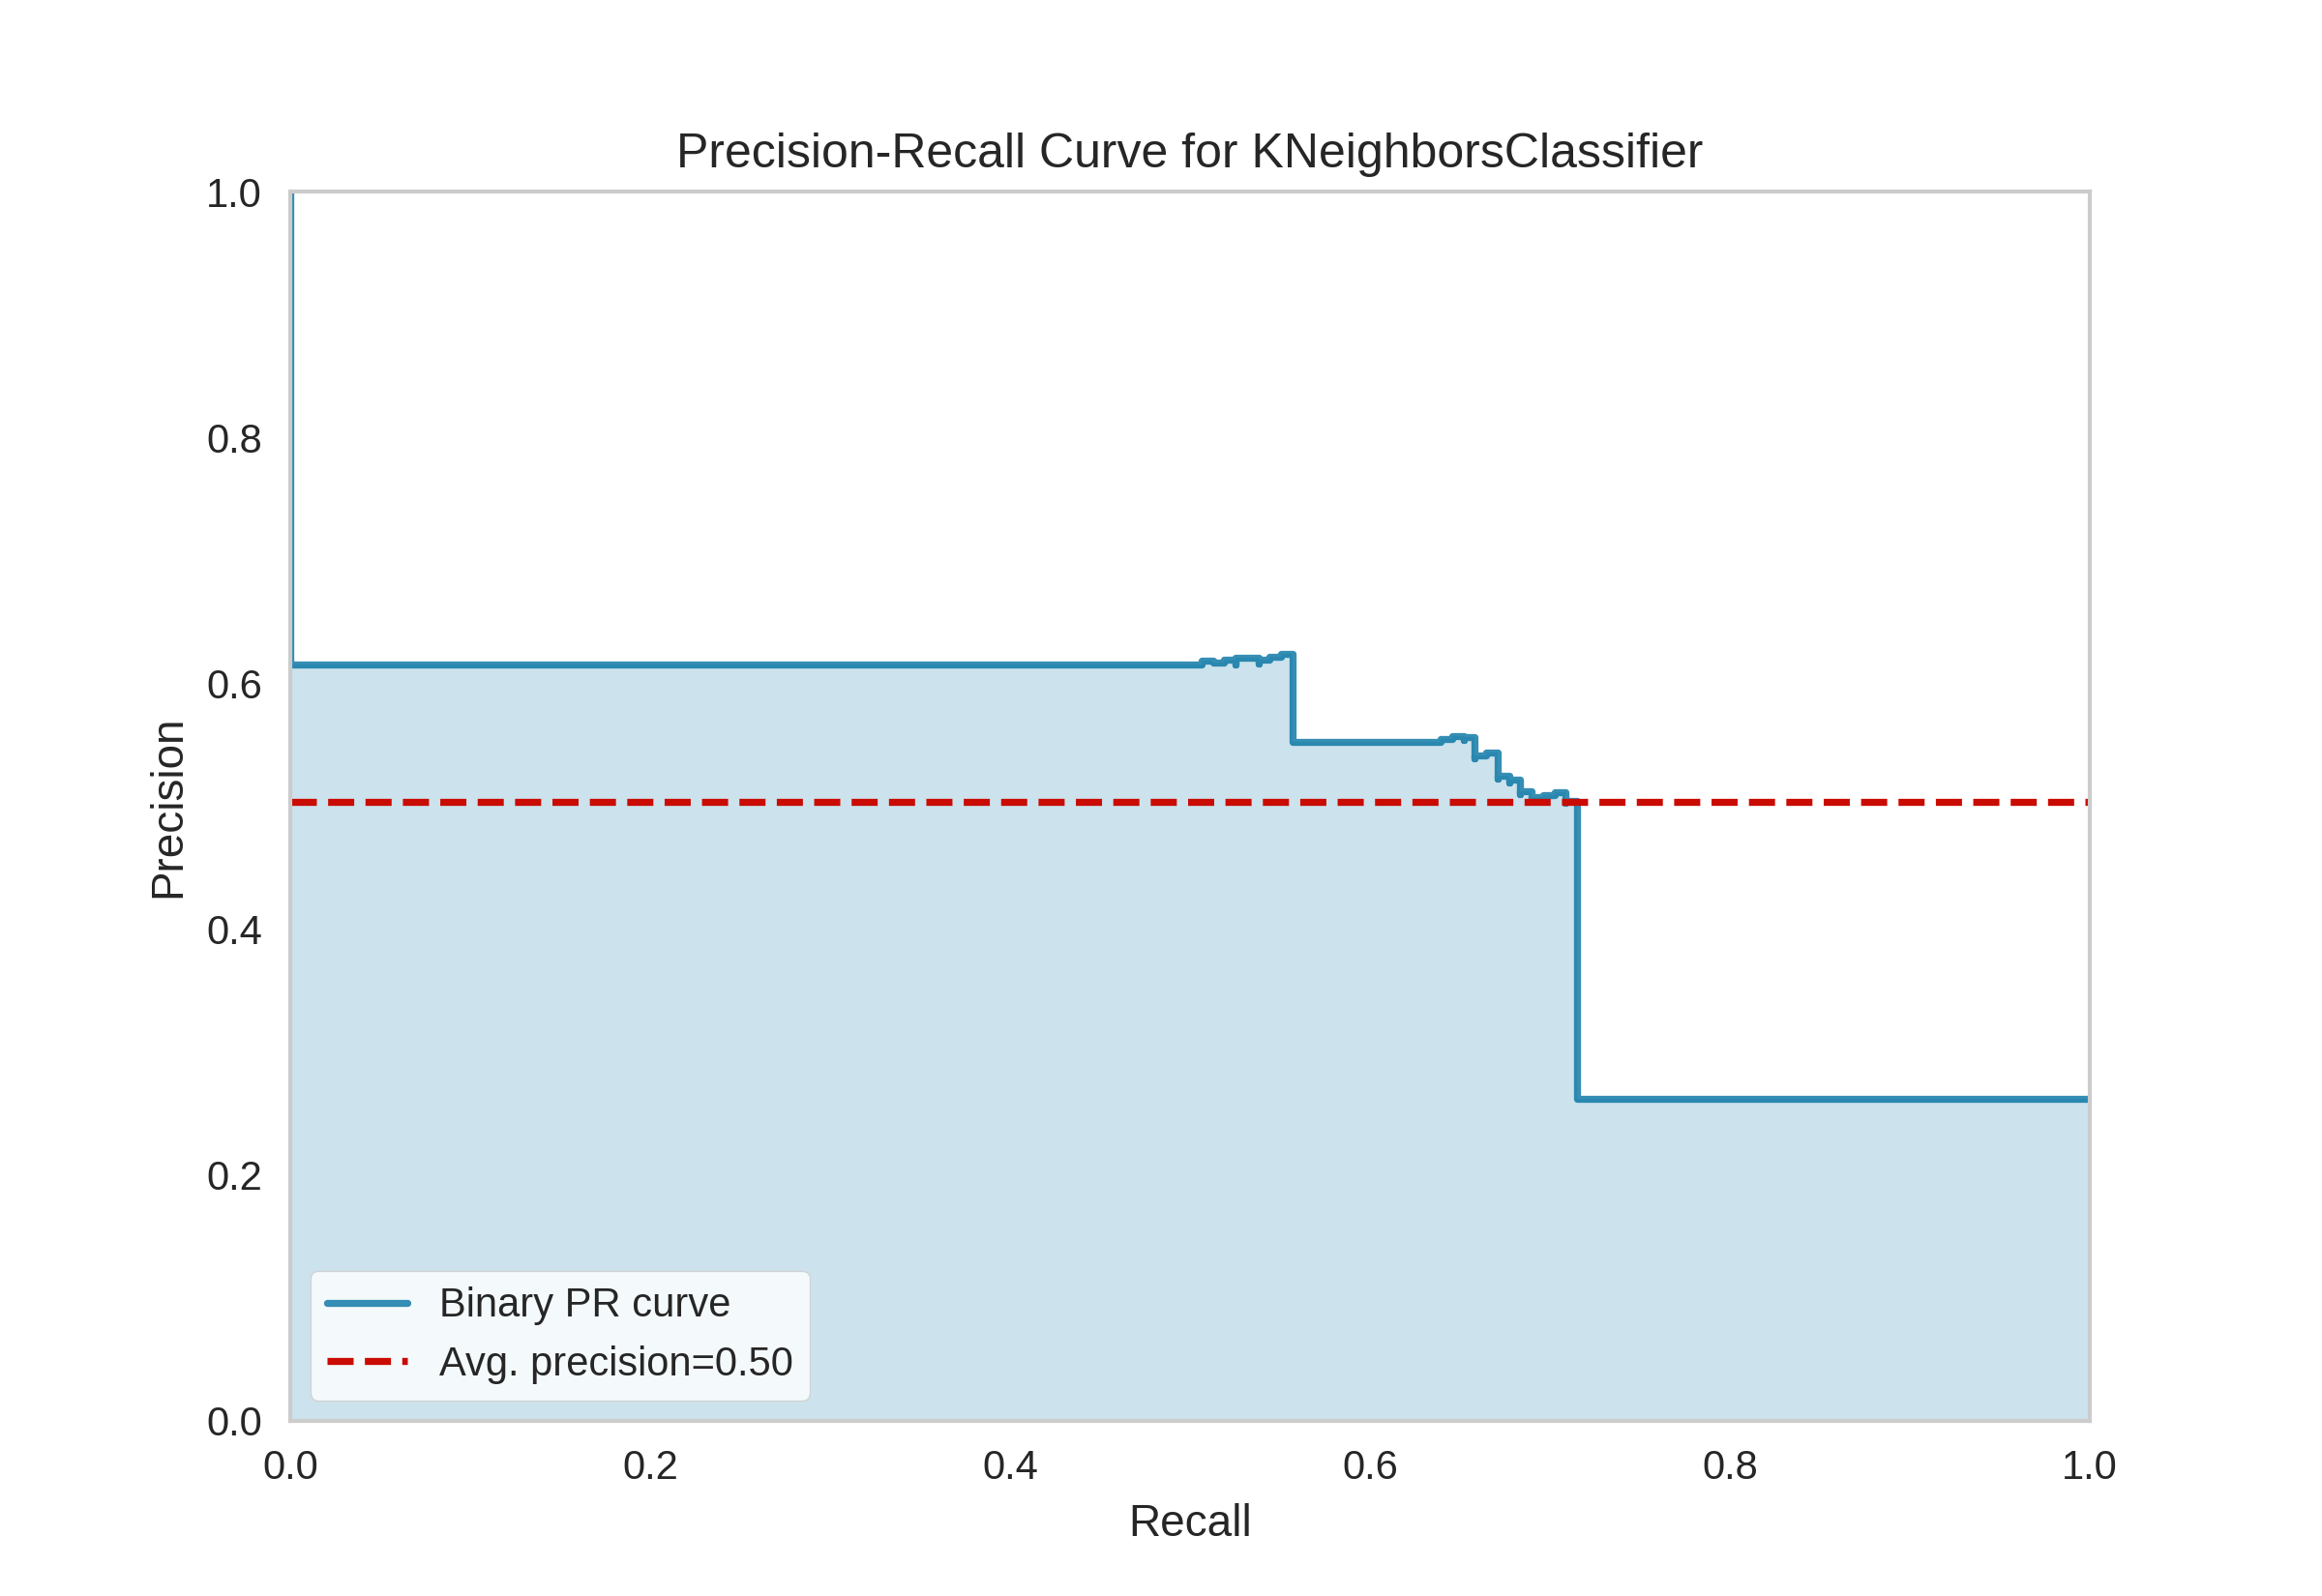 Precision-Recall Curve for KNeighborsClassifier
1.0
0.8
0.6
0.4
0.2
0.0
Precision
Binary PR curve
Avg. precision=0.50
0.0 0.2 0.4 0.6 0.8 1.0
Recall